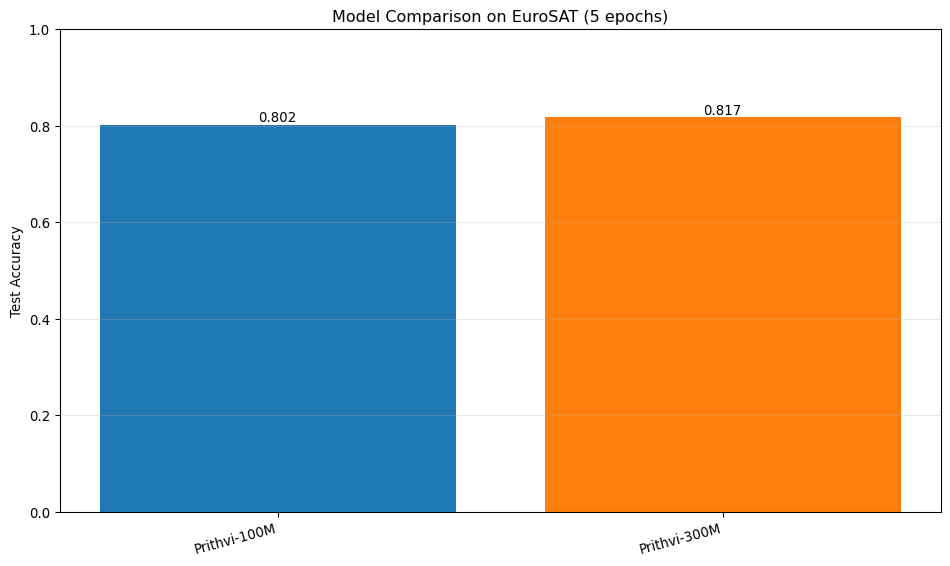 Model Comparison on EuroSAT (5 epochs)
Test Accuracy
1.0
0.8
0.6
0.4
0.2
0.0
0.802
0.817
Prithvi-100M
Prithvi-300M